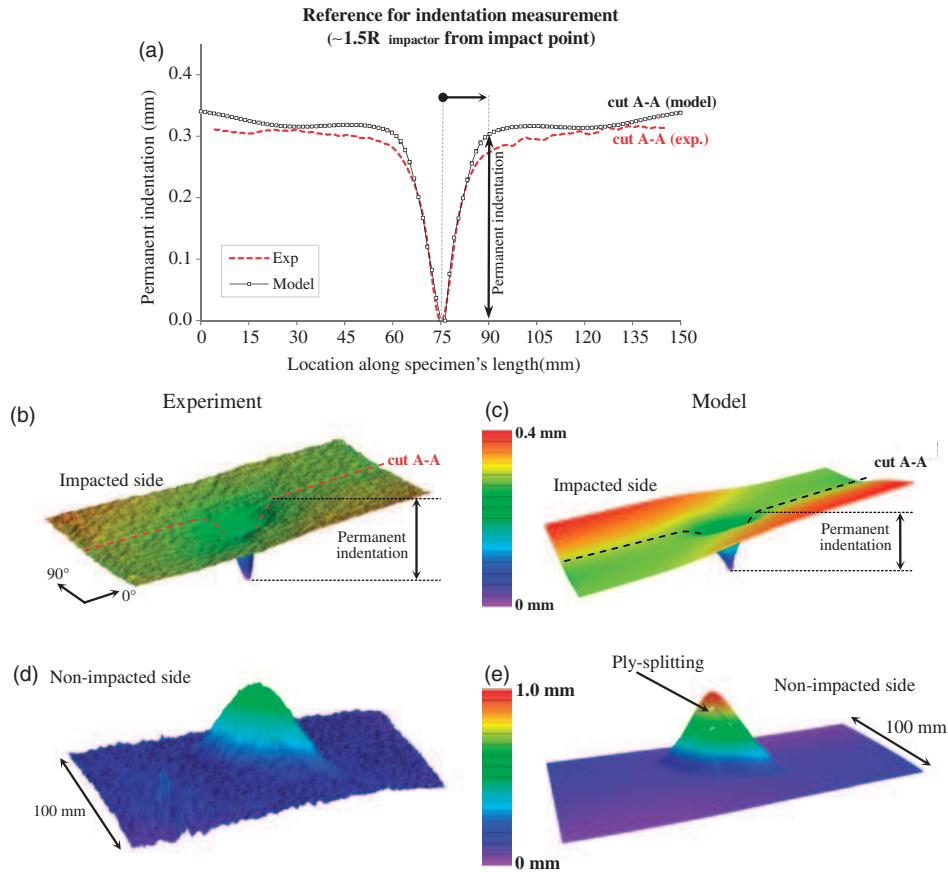 Reference for indentation measurement
(~1.5R impactor from impact point)
(a)
Permanent indentation (mm)
0.4
0.3
0.2
0.1
0.0
cut A-A (model)
cut A-A (exp.)
Permanent indentation
Exp
Model
0 15 30 45 60 75 90 105 120 135 150
Location along specimen's length(mm)
(b) Experiment
Impacted side
cut A-A
Permanent
indentation
90°
0°
(c) Model
0.4 mm
0 mm
Impacted side
cut A-A
Permanent
indentation
(d) Non-impacted side
100 mm
(e) Ply-splitting
1.0 mm
0 mm
Non-impacted side
100 mm